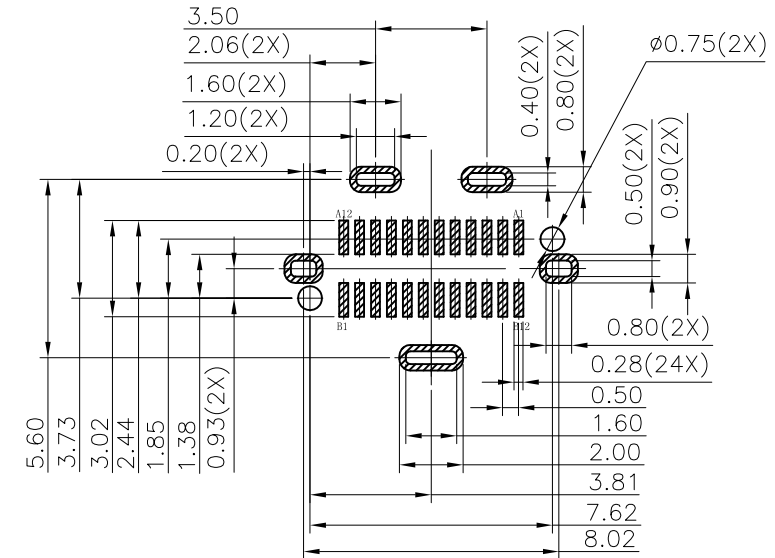 3.50
2.06(2X)
1.60(2X)
1.20(2X)
0.20(2X)
0.40(2X)
0.80(2X)
ø0.75(2X)
0.50(2X)
0.90(2X)
A12
A1
B1
B12
5.60
3.73
3.02
2.44
1.85
1.38
0.93(2X)
0.80(2X)
0.28(24X)
0.50
1.60
2.00
3.81
7.62
8.02